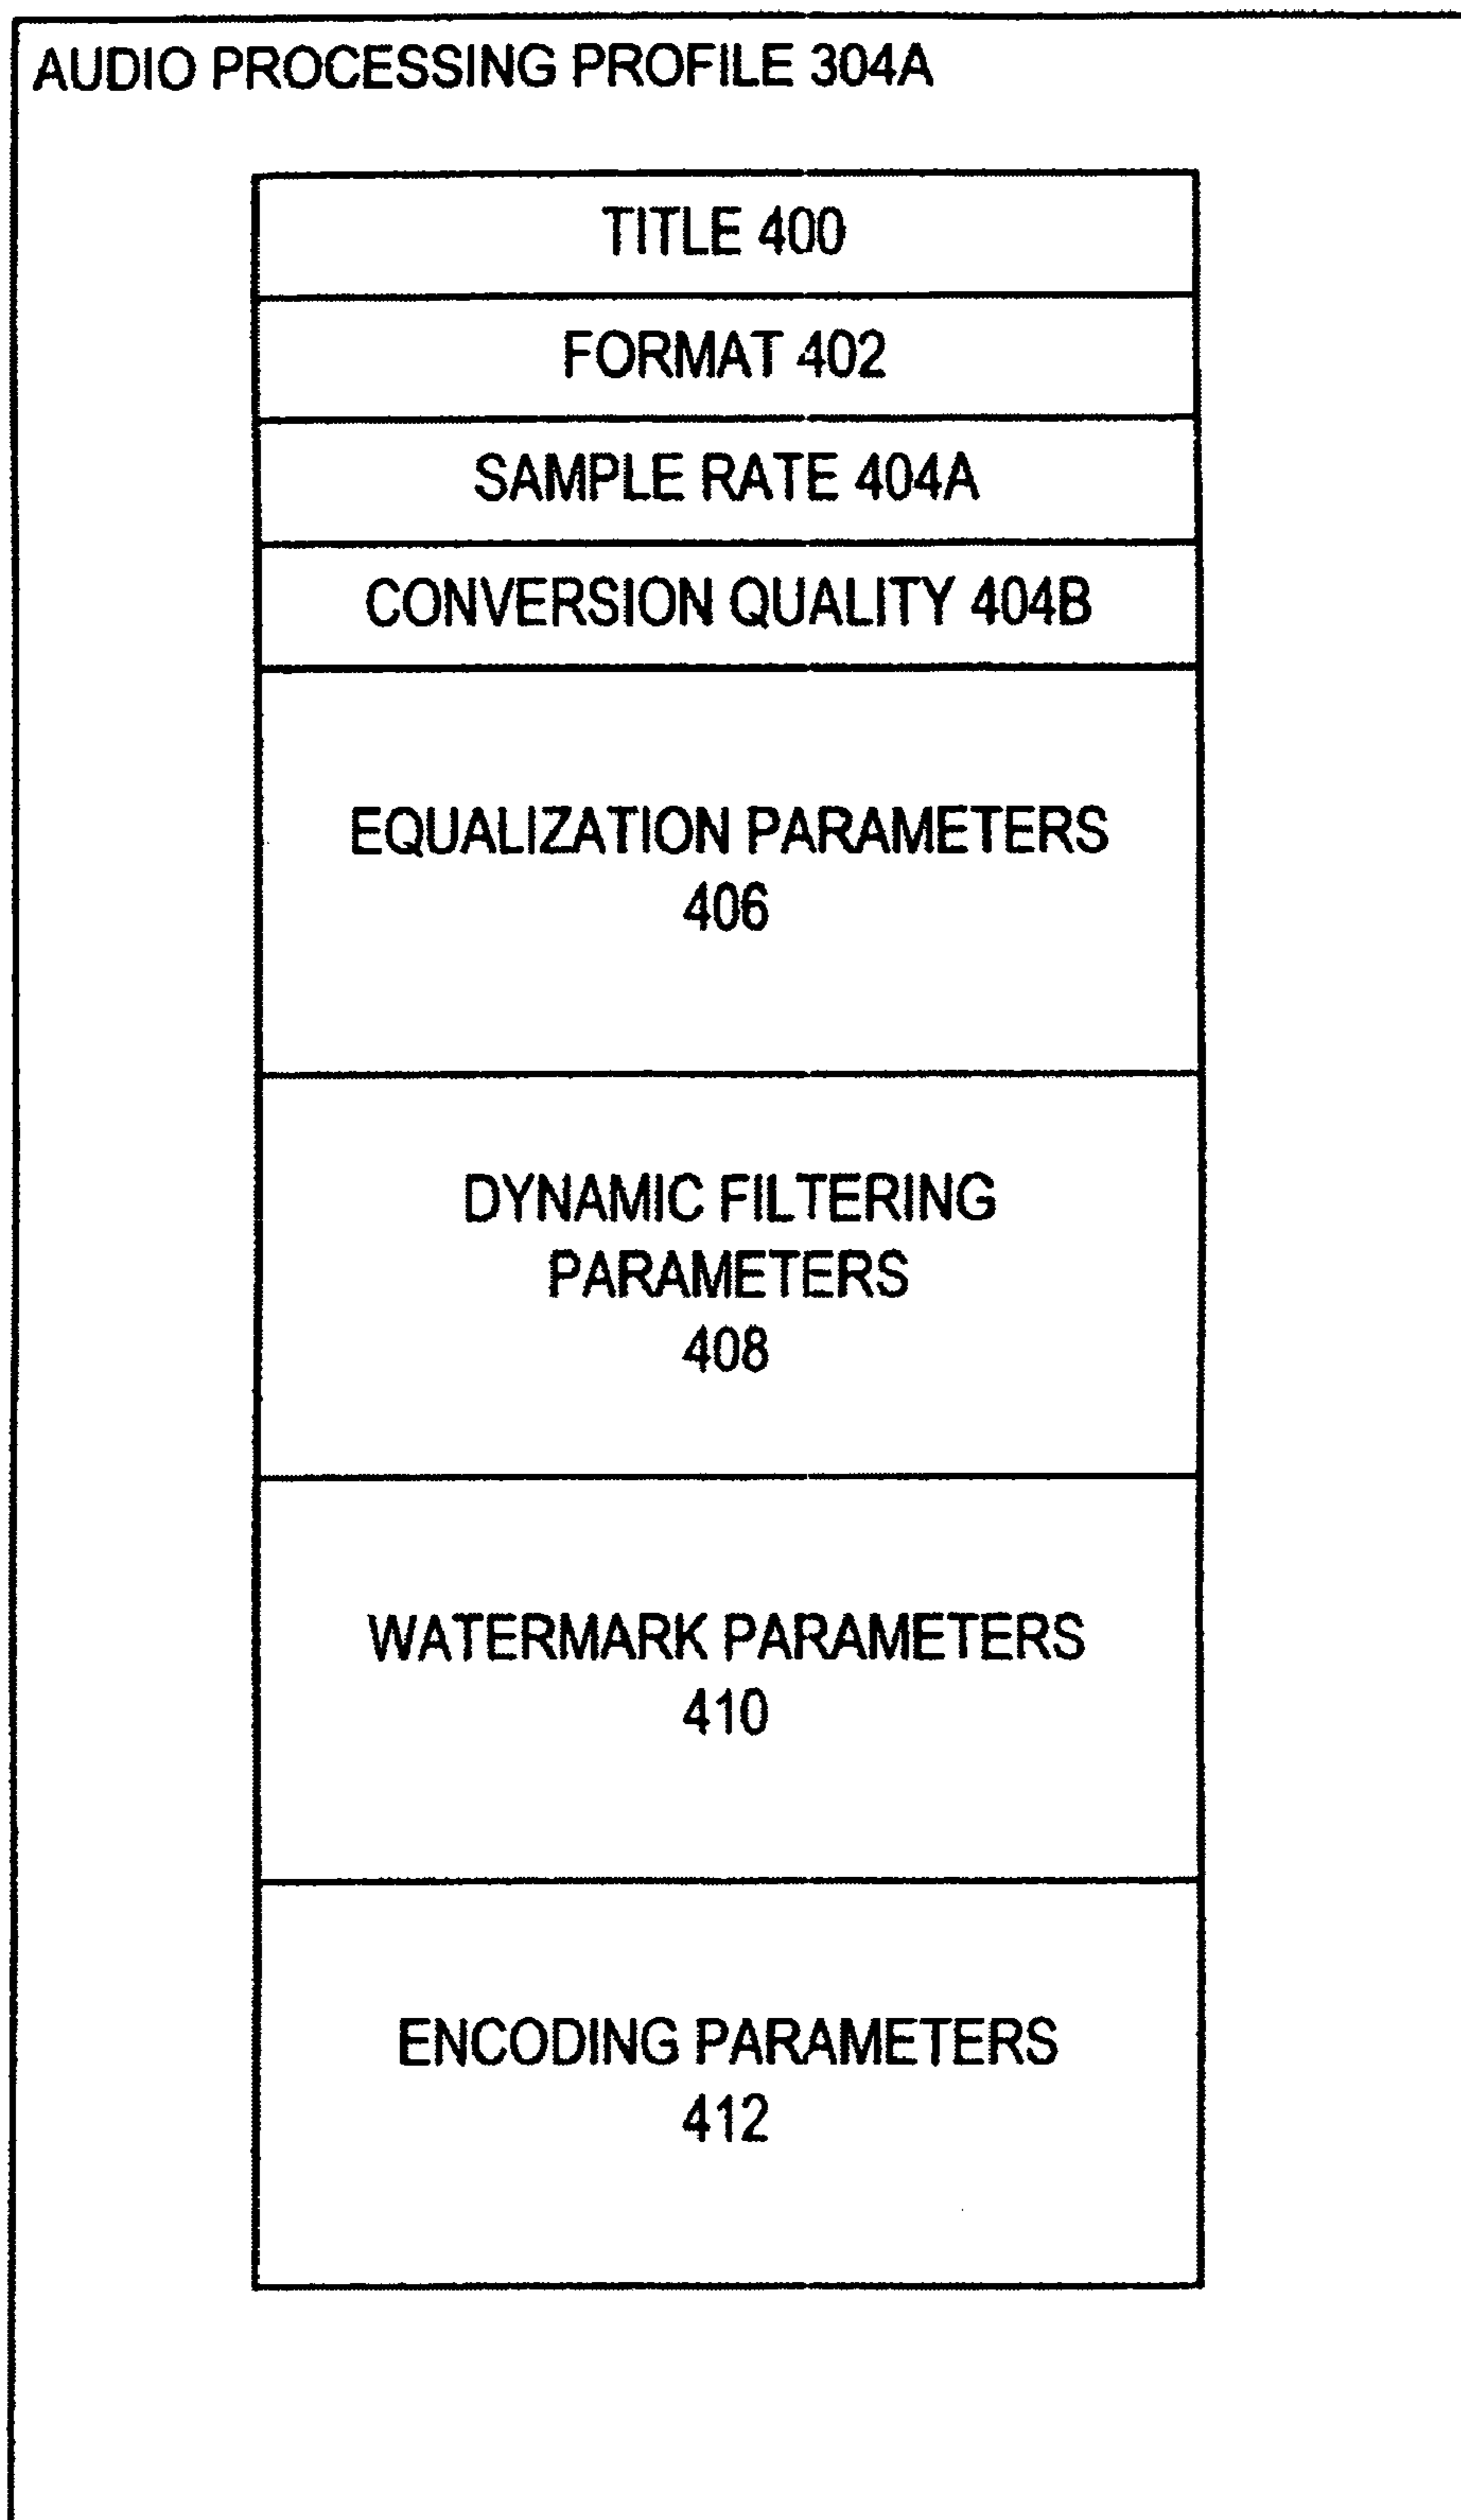 AUDIO PROCESSING PROFILE 304A
TITLE 400
FORMAT 402
SAMPLE RATE 404A
CONVERSION QUALITY 404B
EQUALIZATION PARAMETERS
406
DYNAMIC FILTERING
PARAMETERS
408
WATERMARK PARAMETERS
410
ENCODING PARAMETERS
412